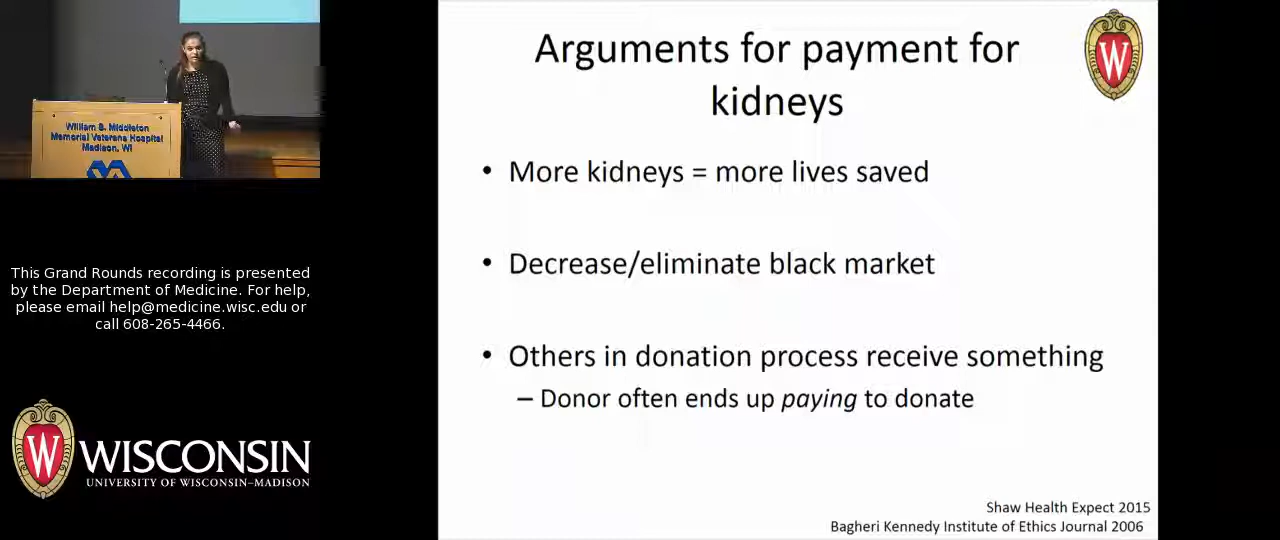 William S. Middleton
Memorial Veterans Hospital
Madison, WI
This Grand Rounds recording is presented
by the Department of Medicine. For help,
please email help@medicine.wisc.edu or
call 608-265-4466.
W
WISCONSIN
UNIVERSITY OF WISCONSIN–MADISON
Arguments for payment for
kidneys
W
• More kidneys = more lives saved
• Decrease/eliminate black market
• Others in donation process receive something
– Donor often ends up paying to donate
Shaw Health Expect 2015
Bagheri Kennedy Institute of Ethics Journal 2006